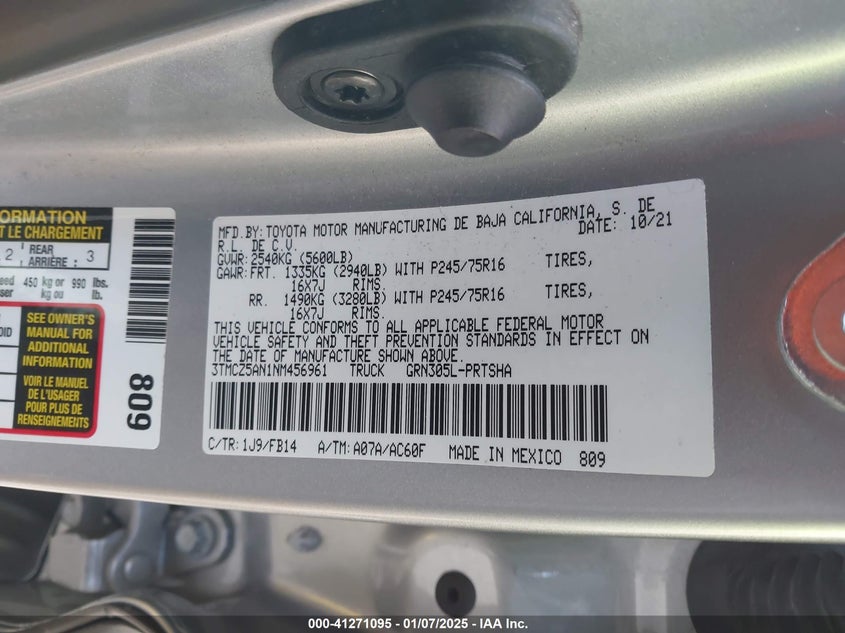 ORMATION
T LE CHARGEMENT
2 REAR ARRIÈRE : 3
450 kg or 990 lbs.
kg ou lb.
SEE OWNER'S
MANUAL FOR
ADDITIONAL
INFORMATION
VOIR LE MANUEL
DE L'USAGER
POUR PLUS DE
RENSEIGNEMENTS
809
MFD. BY: TOYOTA MOTOR MANUFACTURING DE BAJA CALIFORNIA, S. DE
R.L. DE C.V. DATE: 10/21
GVWR: 2540KG (5600LB)
GAWR: FRT. 1335KG (2940LB) WITH P245/75R16 TIRES,
16X7J RIMS.
RR. 1490KG (3280LB) WITH P245/75R16 TIRES,
16X7J RIMS.
THIS VEHICLE CONFORMS TO ALL APPLICABLE FEDERAL MOTOR
VEHICLE SAFETY AND THEFT PREVENTION STANDARDS IN EFFECT ON
THE DATE OF MANUFACTURE SHOWN ABOVE.
3TMCZ5AN1NM456961 TRUCK GRN305L-PRTSHA
C/TR: 1J9/FB14 A/TM: A07A/AC60F MADE IN MEXICO 809
000-41271095 - 01/07/2025 - IAA Inc.